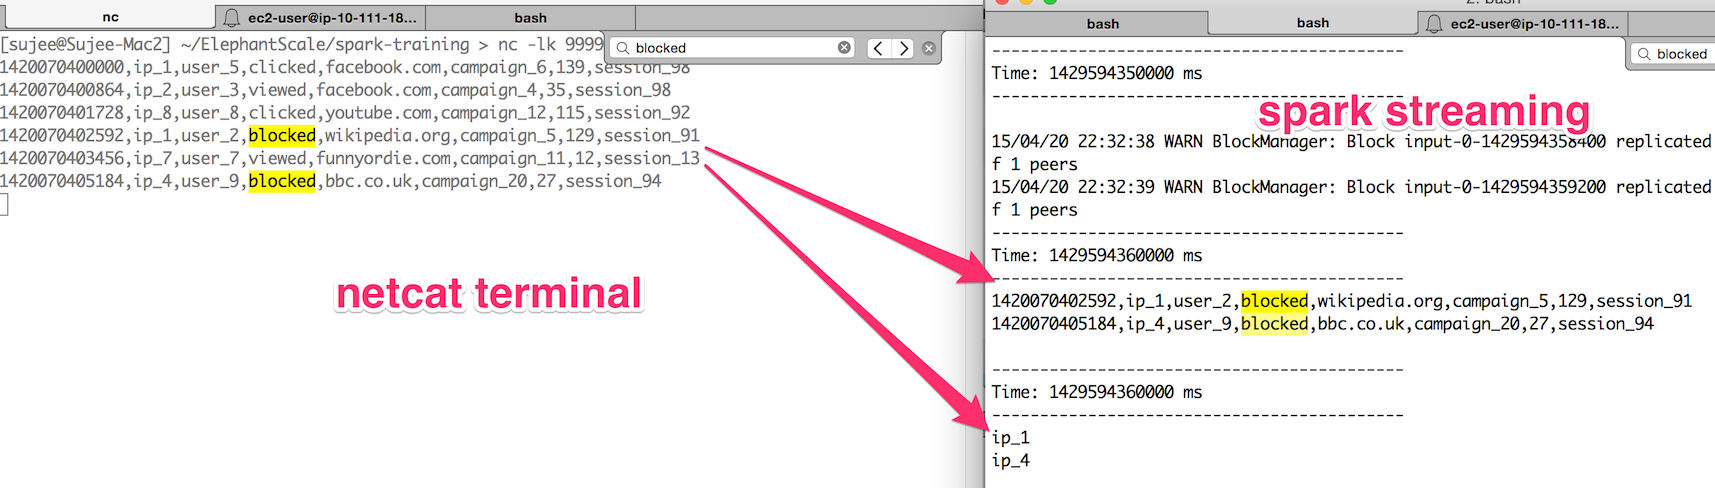 nc
ec2-user@ip-10-111-18...
bash
[sujee@Sujee-Mac2] ~/ElephantScale/spark-training > nc -lk 9999
blocked
1420070400000,ip_1,user_5,clicked,facebook.com,campaign_6,139,session_98
1420070400864,ip_2,user_3,viewed,facebook.com,campaign_4,35,session_98
1420070401728,ip_8,user_8,clicked,youtube.com,campaign_12,115,session_92
1420070402592,ip_1,user_2,blocked,wikipedia.org,campaign_5,129,session_91
1420070403456,ip_7,user_7,viewed,funnyordie.com,campaign_11,12,session_13
1420070405184,ip_4,user_9,blocked,bbc.co.uk,campaign_20,27,session_94
netcat terminal
2. bash
bash
bash
ec2-user@ip-10-111-18...
blocked
-------------------------------------------
Time: 1429594350000 ms
-------------------------------------------
spark streaming
15/04/20 22:32:38 WARN BlockManager: Block input-0-1429594358400 replicated
f 1 peers
15/04/20 22:32:39 WARN BlockManager: Block input-0-1429594359200 replicated
f 1 peers
-------------------------------------------
Time: 1429594360000 ms
-------------------------------------------
1420070402592,ip_1,user_2,blocked,wikipedia.org,campaign_5,129,session_91
1420070405184,ip_4,user_9,blocked,bbc.co.uk,campaign_20,27,session_94
-------------------------------------------
Time: 1429594360000 ms
-------------------------------------------
ip_1
ip_4